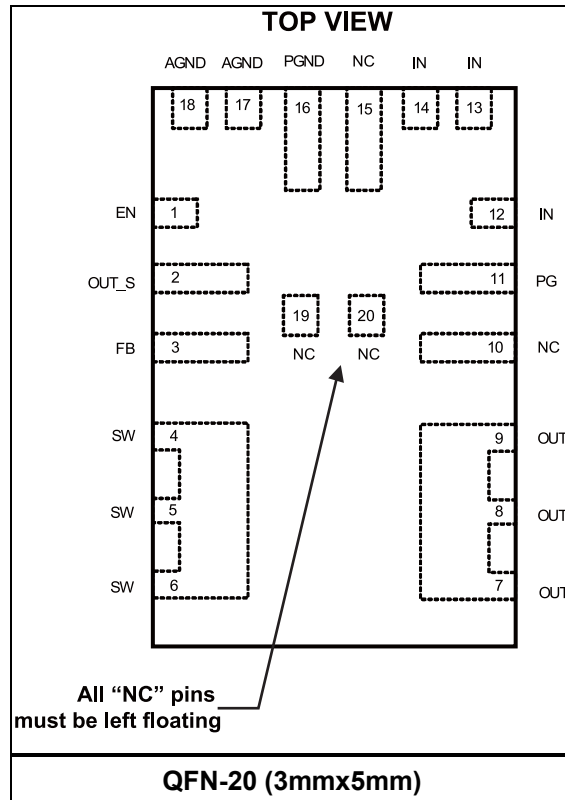 TOP VIEW
AGND AGND PGND NC IN IN
18 17 16 15 14 13
EN 1 12 IN
OUT_S 2 11 PG
19 20
FB 3 10 NC
NC NC
SW 4 9 OUT
SW 5 8 OUT
SW 6 7 OUT
All “NC” pins
must be left floating
QFN-20 (3mmx5mm)